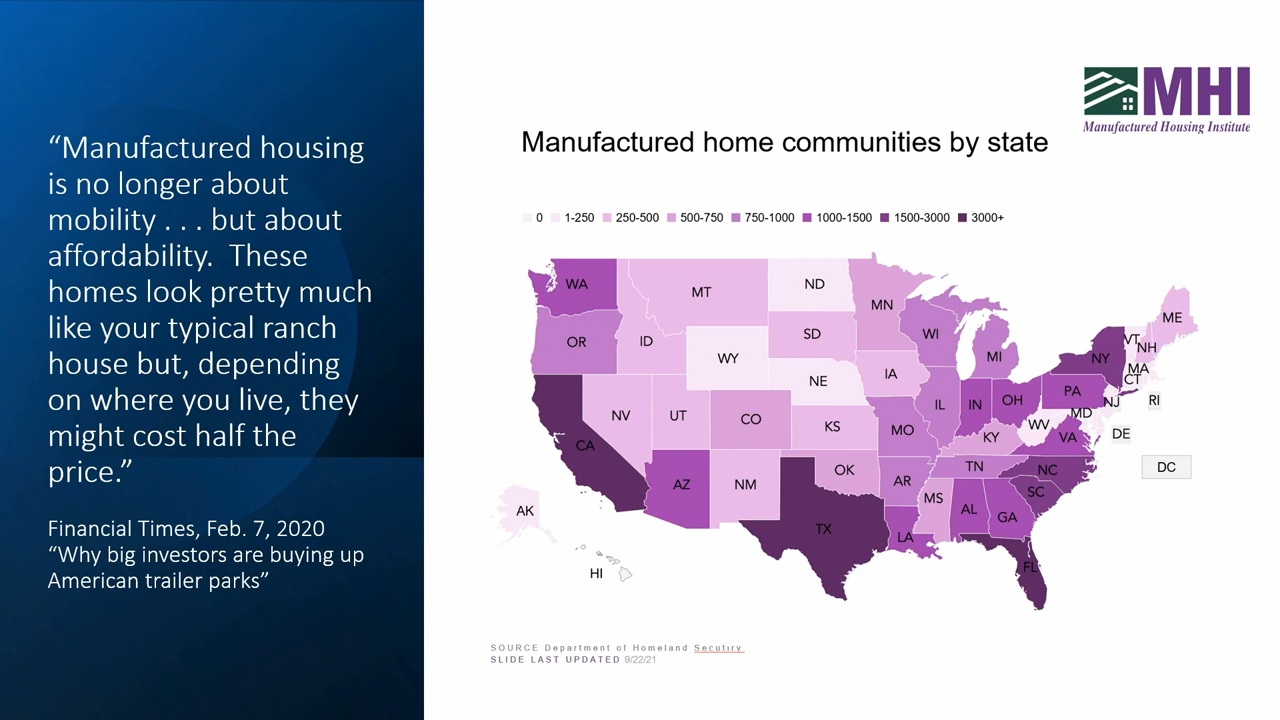 “Manufactured housing
is no longer about
mobility . . . but about
affordability.  These
homes look pretty much
like your typical ranch
house but, depending
on where you live, they
might cost half the
price.”
Financial Times, Feb. 7, 2020
“Why big investors are buying up
American trailer parks”
MHI
Manufactured Housing Institute
Manufactured home communities by state
0 1-250 250-500 500-750 750-1000 1000-1500 1500-3000 3000+
WA
MT
ND
MN
OR
ID
SD
WI
MI
ME
VT
NH
NY
MA
CT
WY
IA
NE
PA
NJ
RI
NV
UT
CO
KS
IL
IN
OH
MD
DE
WV
VA
CA
MO
KY
DC
AZ
NM
OK
AR
TN
NC
SC
MS
AL
GA
AK
TX
LA
FL
HI
SOURCE Department of Homeland Secutiry
SLIDE LAST UPDATED 9/22/21